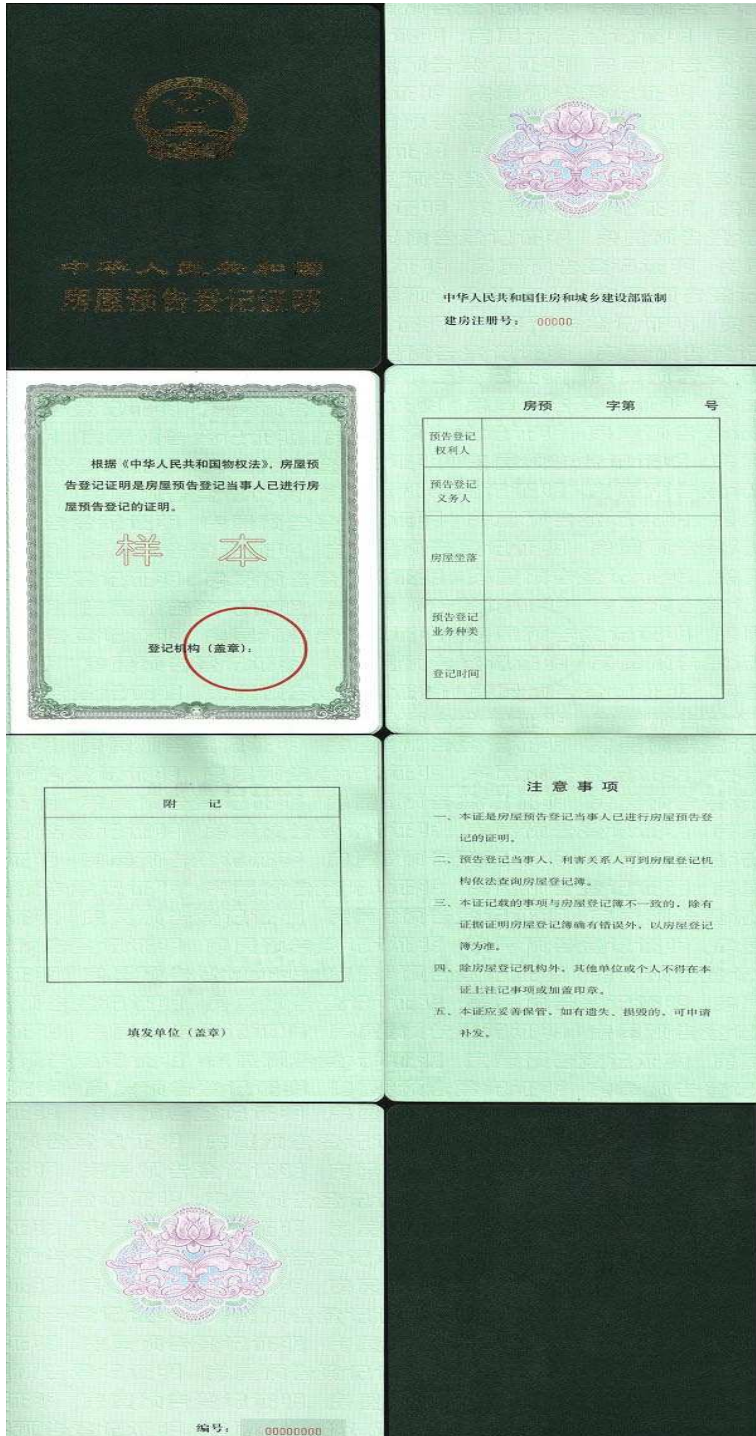 中华人民共和国
房屋预告登记证明
中华人民共和国住房和城乡建设部监制
建房注册号： 00000
根据《中华人民共和国物权法》，房屋预
告登记证明是房屋预告登记当事人已进行房
屋预告登记的证明。
样 本
登记机构（盖章）：
房预 字第 号
预告登记
权利人
预告登记
义务人
房屋坐落
预告登记
业务种类
登记时间
附 记
填发单位（盖章）
注意事项
一、本证是房屋预告登记当事人已进行房屋预告登
记的证明。
二、预告登记当事人、利害关系人可到房屋登记机
构依法查询房屋登记簿。
三、本证记载的事项与房屋登记簿不一致的，除有
证据证明房屋登记簿确有错误外，以房屋登记
簿为准。
四、除房屋登记机构外，其他单位或个人不得在本
证上注记事项或加盖印章。
五、本证应妥善保管，如有遗失、损毁的，可申请
补发。
编号： 00000000